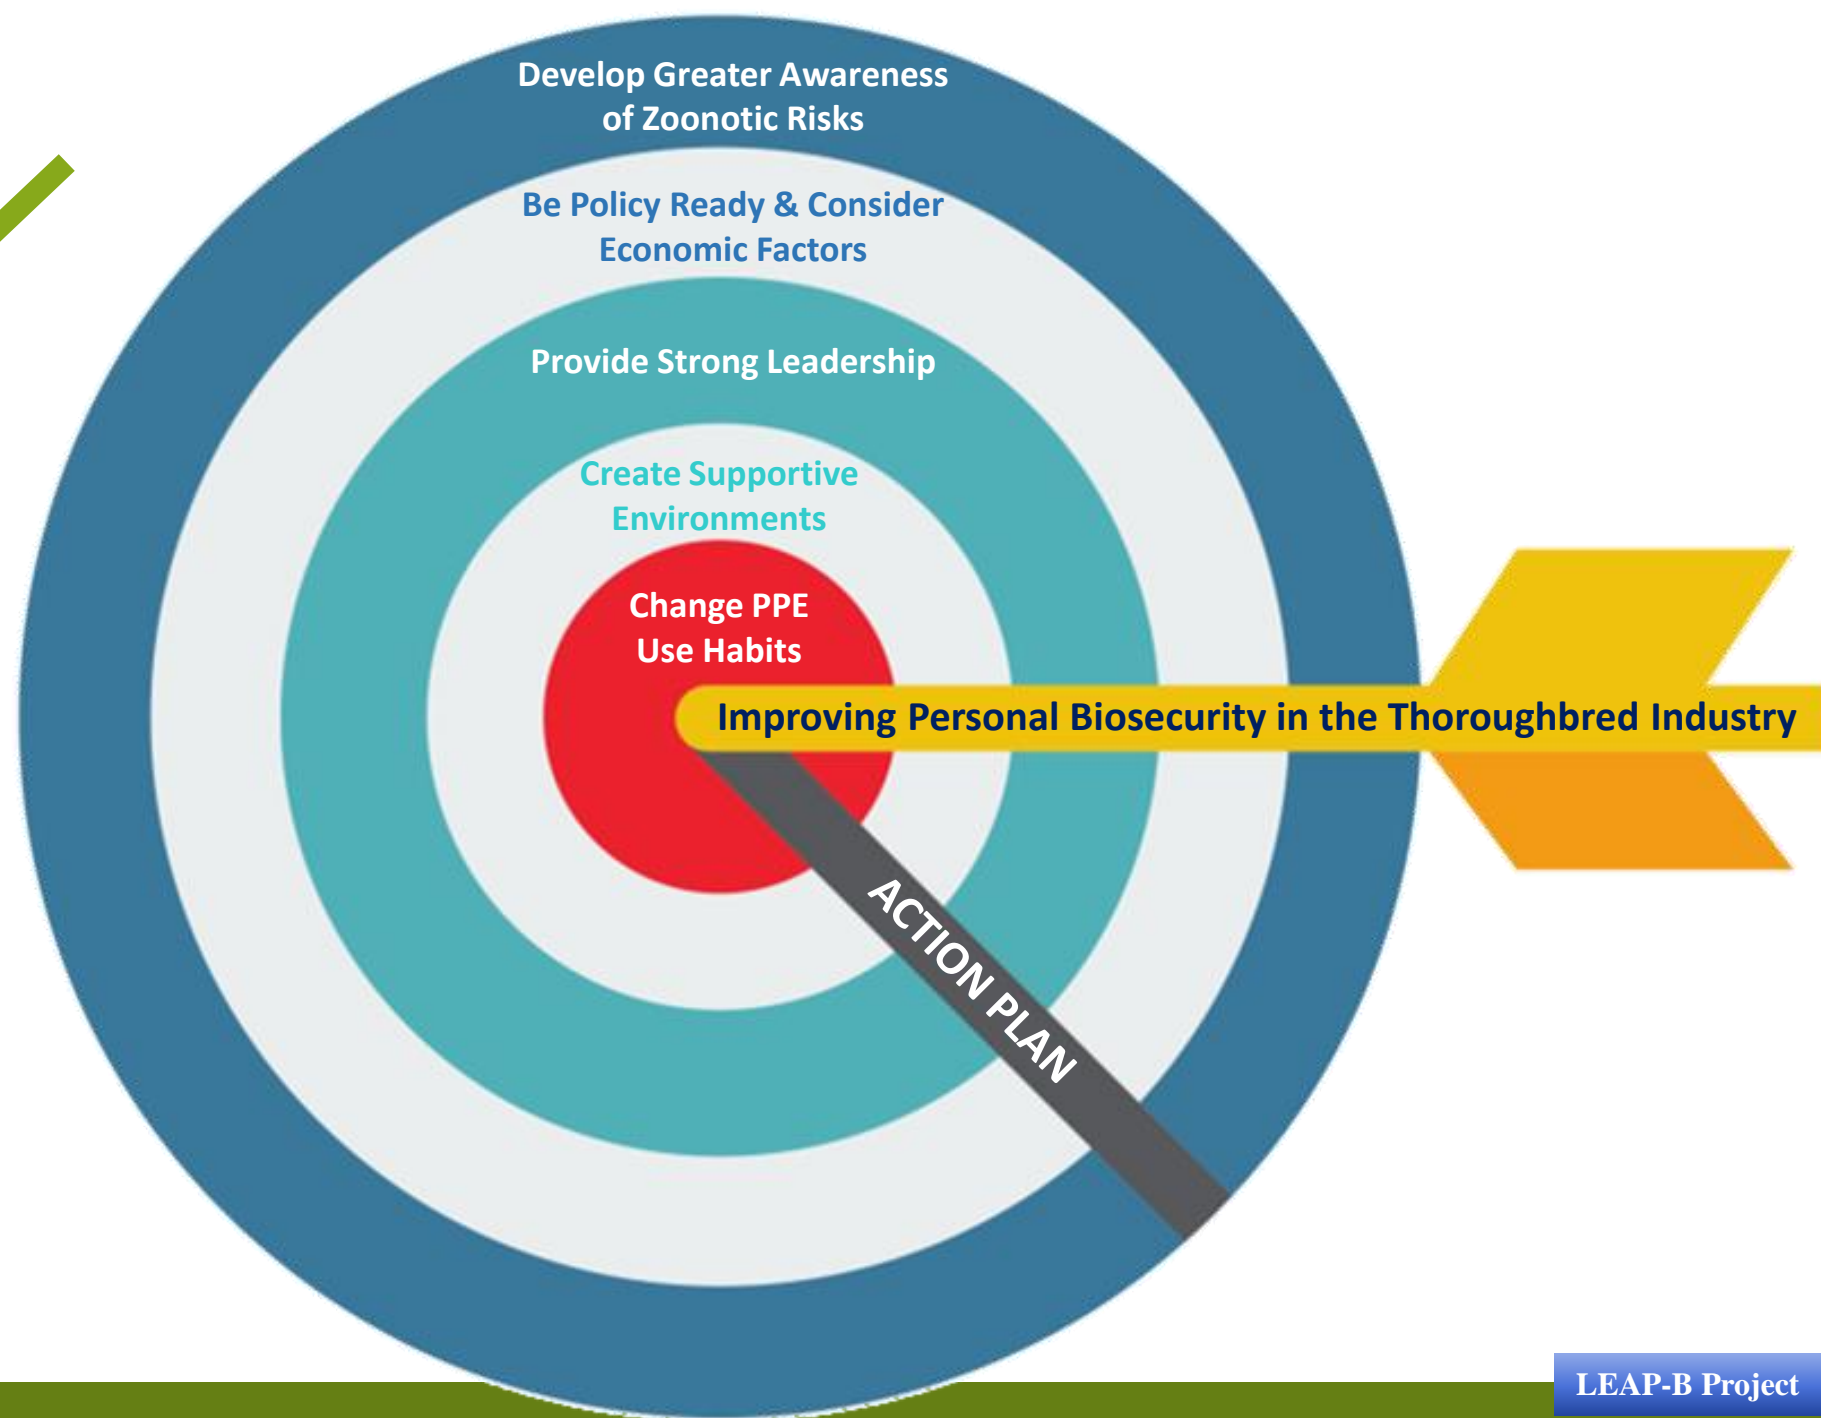 Develop Greater Awareness
of Zoonotic Risks
Be Policy Ready & Consider
Economic Factors
Provide Strong Leadership
Create Supportive
Environments
Change PPE
Use Habits
Improving Personal Biosecurity in the Thoroughbred Industry
ACTION PLAN
LEAP-B Project